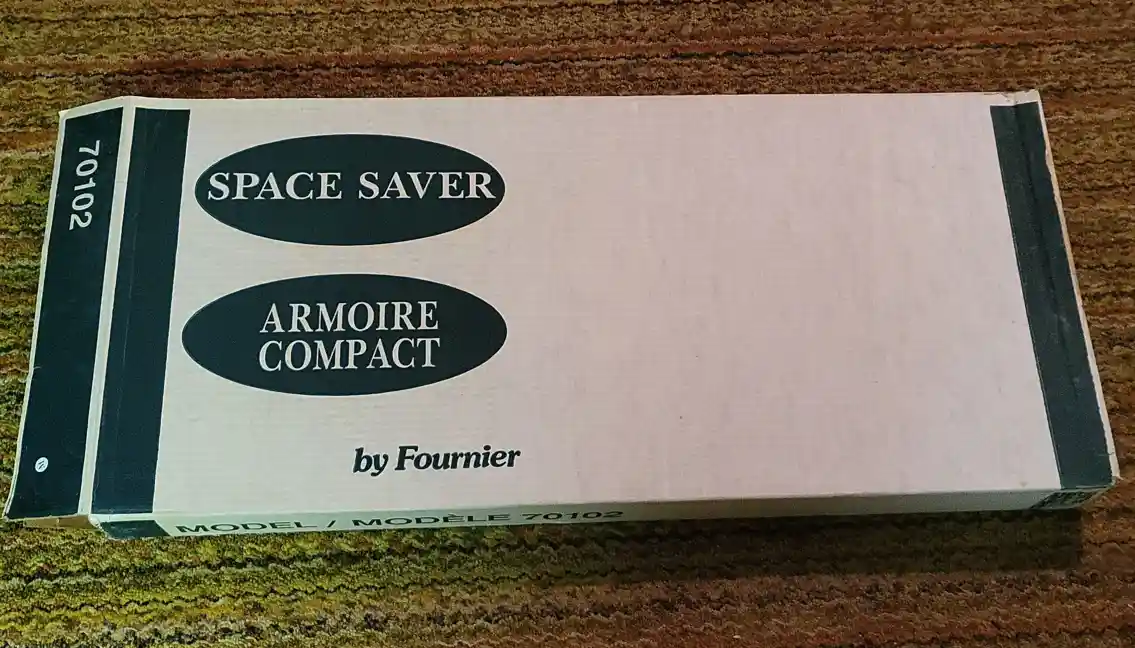 70102
SPACE SAVER
ARMOIRE
COMPACT
by Fournier
MODEL / MODÈLE 70102